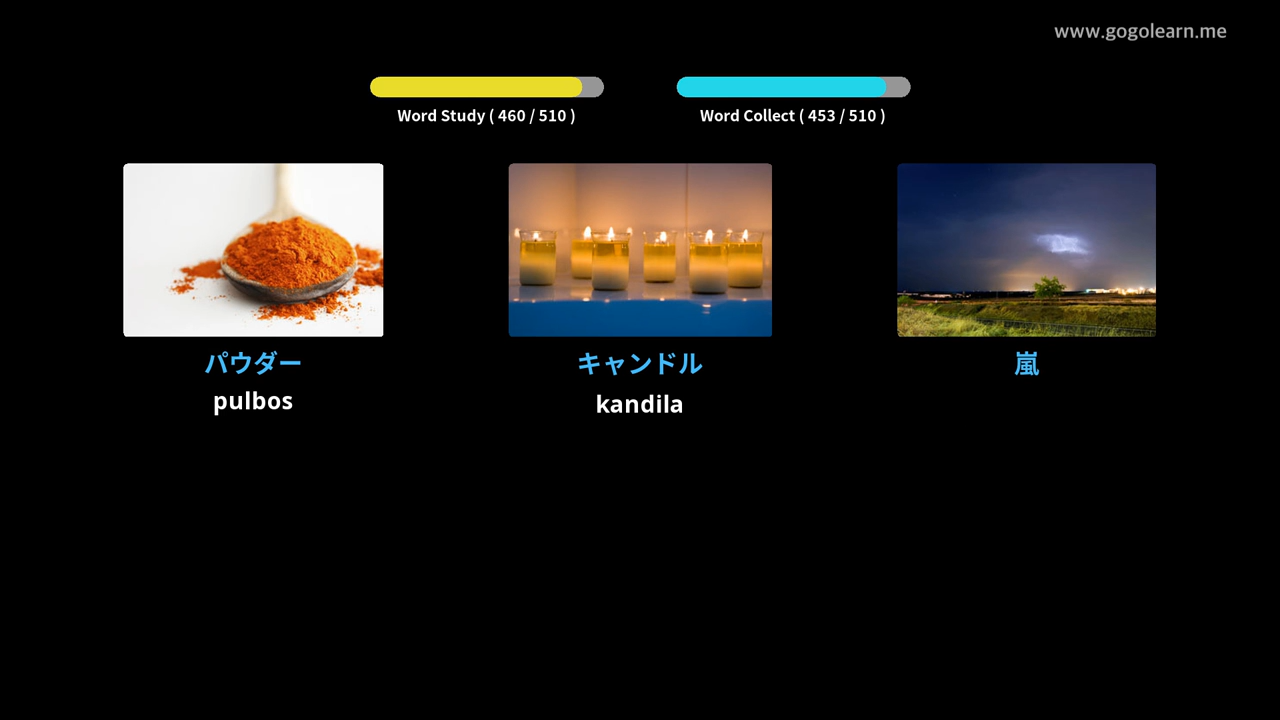 www.gogolearn.me
Word Study ( 460 / 510 )
Word Collect ( 453 / 510 )
パウダー
pulbos
キャンドル
kandila
嵐